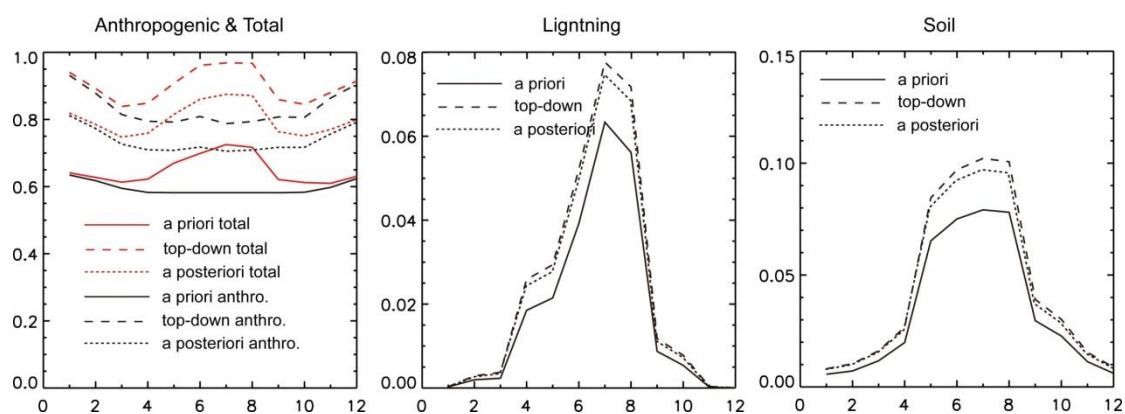 Anthropogenic & Total
1.0
0.8
0.6
0.4
0.2
0.0
a priori total
top-down total
a posteriori total
a priori anthro.
top-down anthro.
a posteriori anthro.
0 2 4 6 8 10 12
Ligntning
0.08
0.06
0.04
0.02
0.00
a priori
top-down
a posteriori
0 2 4 6 8 10 12
Soil
0.15
0.10
0.05
0.00
a priori
top-down
a posteriori
0 2 4 6 8 10 12